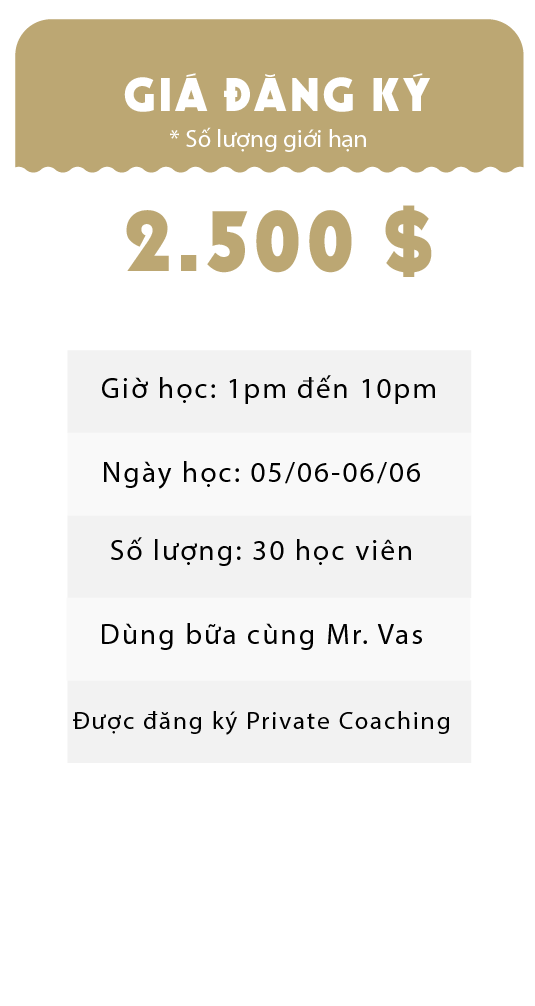 GIÁ ĐĂNG KÝ
* Số lượng giới hạn
2.500 $
Giờ học: 1pm đến 10pm
Ngày học: 05/06-06/06
Số lượng: 30 học viên
Dùng bữa cùng Mr. Vas
Được đăng ký Private Coaching